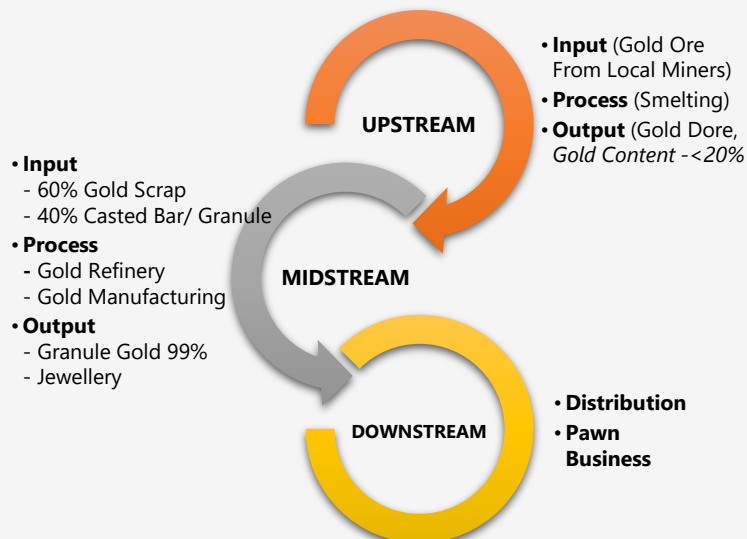 • Input (Gold Ore
From Local Miners)
• Process (Smelting)
• Output (Gold Dore,
Gold Content -<20%
UPSTREAM
• Input
- 60% Gold Scrap
- 40% Casted Bar/ Granule
• Process
- Gold Refinery
- Gold Manufacturing
• Output
- Granule Gold 99%
- Jewellery
MIDSTREAM
DOWNSTREAM
• Distribution
• Pawn
Business